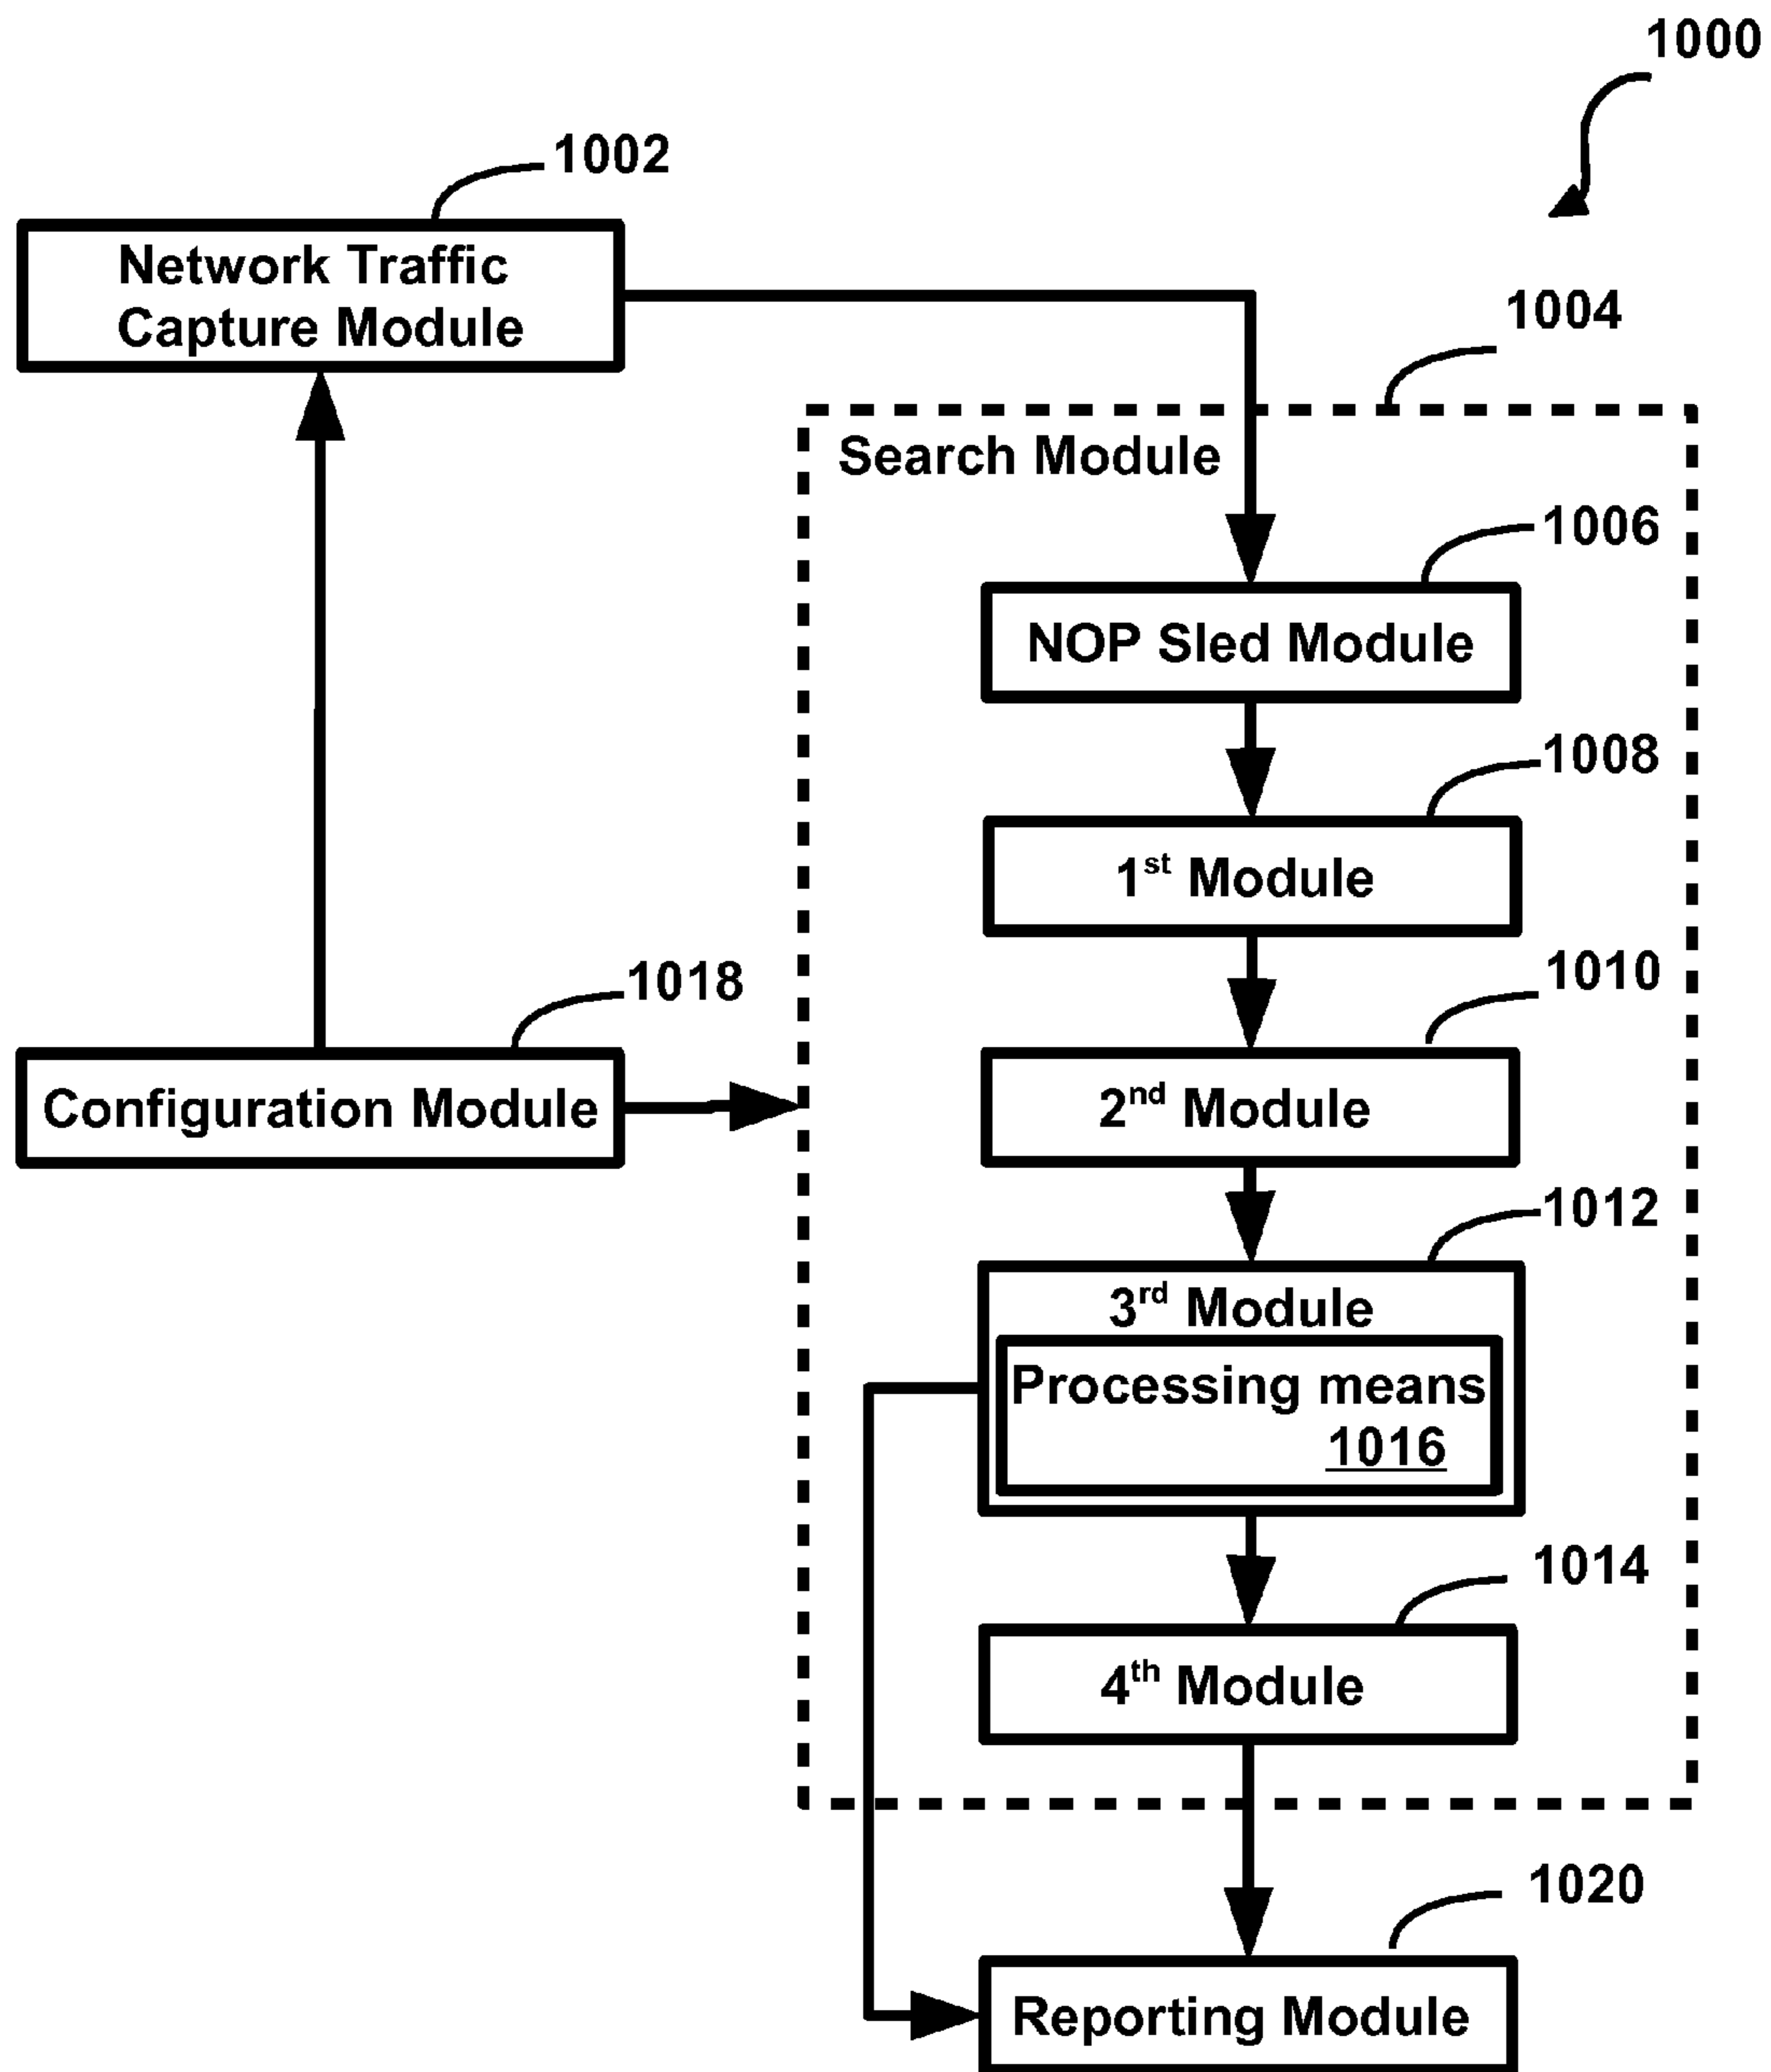 1000
1002
Network Traffic
Capture Module
1004
Search Module
1006
NOP Sled Module
1008
1st Module
1018
1010
Configuration Module
2nd Module
1012
3rd Module
Processing means
1016
1014
4th Module
1020
Reporting Module